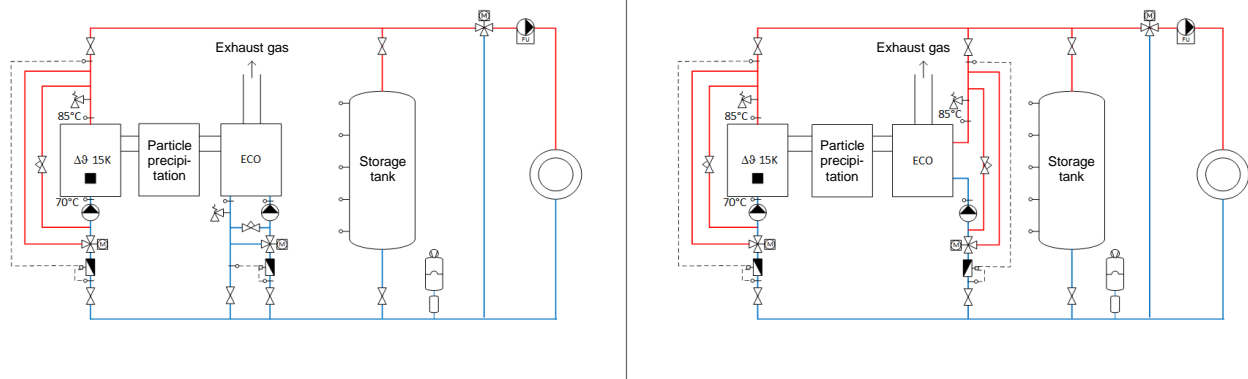 M
FU
Exhaust gas
85°C
Δϑ 15K
Particle
precipi-
tation
ECO
Storage
tank
70°C
M
M
M
FU
Exhaust gas
85°C
85°C
Δϑ 15K
Particle
precipi-
tation
ECO
Storage
tank
70°C
M
M